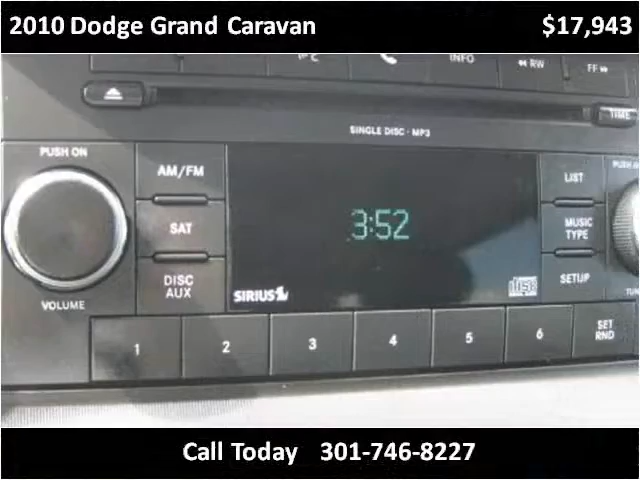 2010 Dodge Grand Caravan $17,943
INFO
◂◂ RW
FF ▸▸
TIME
SINGLE DISC · MP3
PUSH ON
AM/FM
SAT
DISC
AUX
VOLUME
3:52
SIRIUS
LIST
MUSIC
TYPE
SETUP
1 2 3 4 5 6
SET
RND
Call Today 301-746-8227